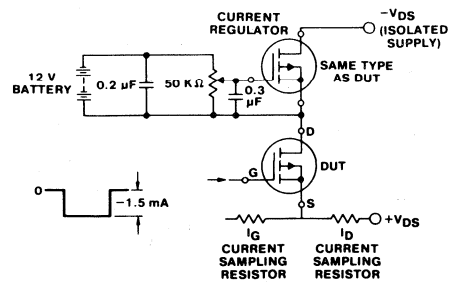 CURRENT
REGULATOR
–VDS
(ISOLATED
SUPPLY)
12 V
BATTERY
0.2 µF
50 KΩ
0.3
µF
SAME TYPE
AS DUT
D
G
DUT
S
0
–1.5 mA
+VDS
IG
CURRENT
SAMPLING
RESISTOR
ID
CURRENT
SAMPLING
RESISTOR